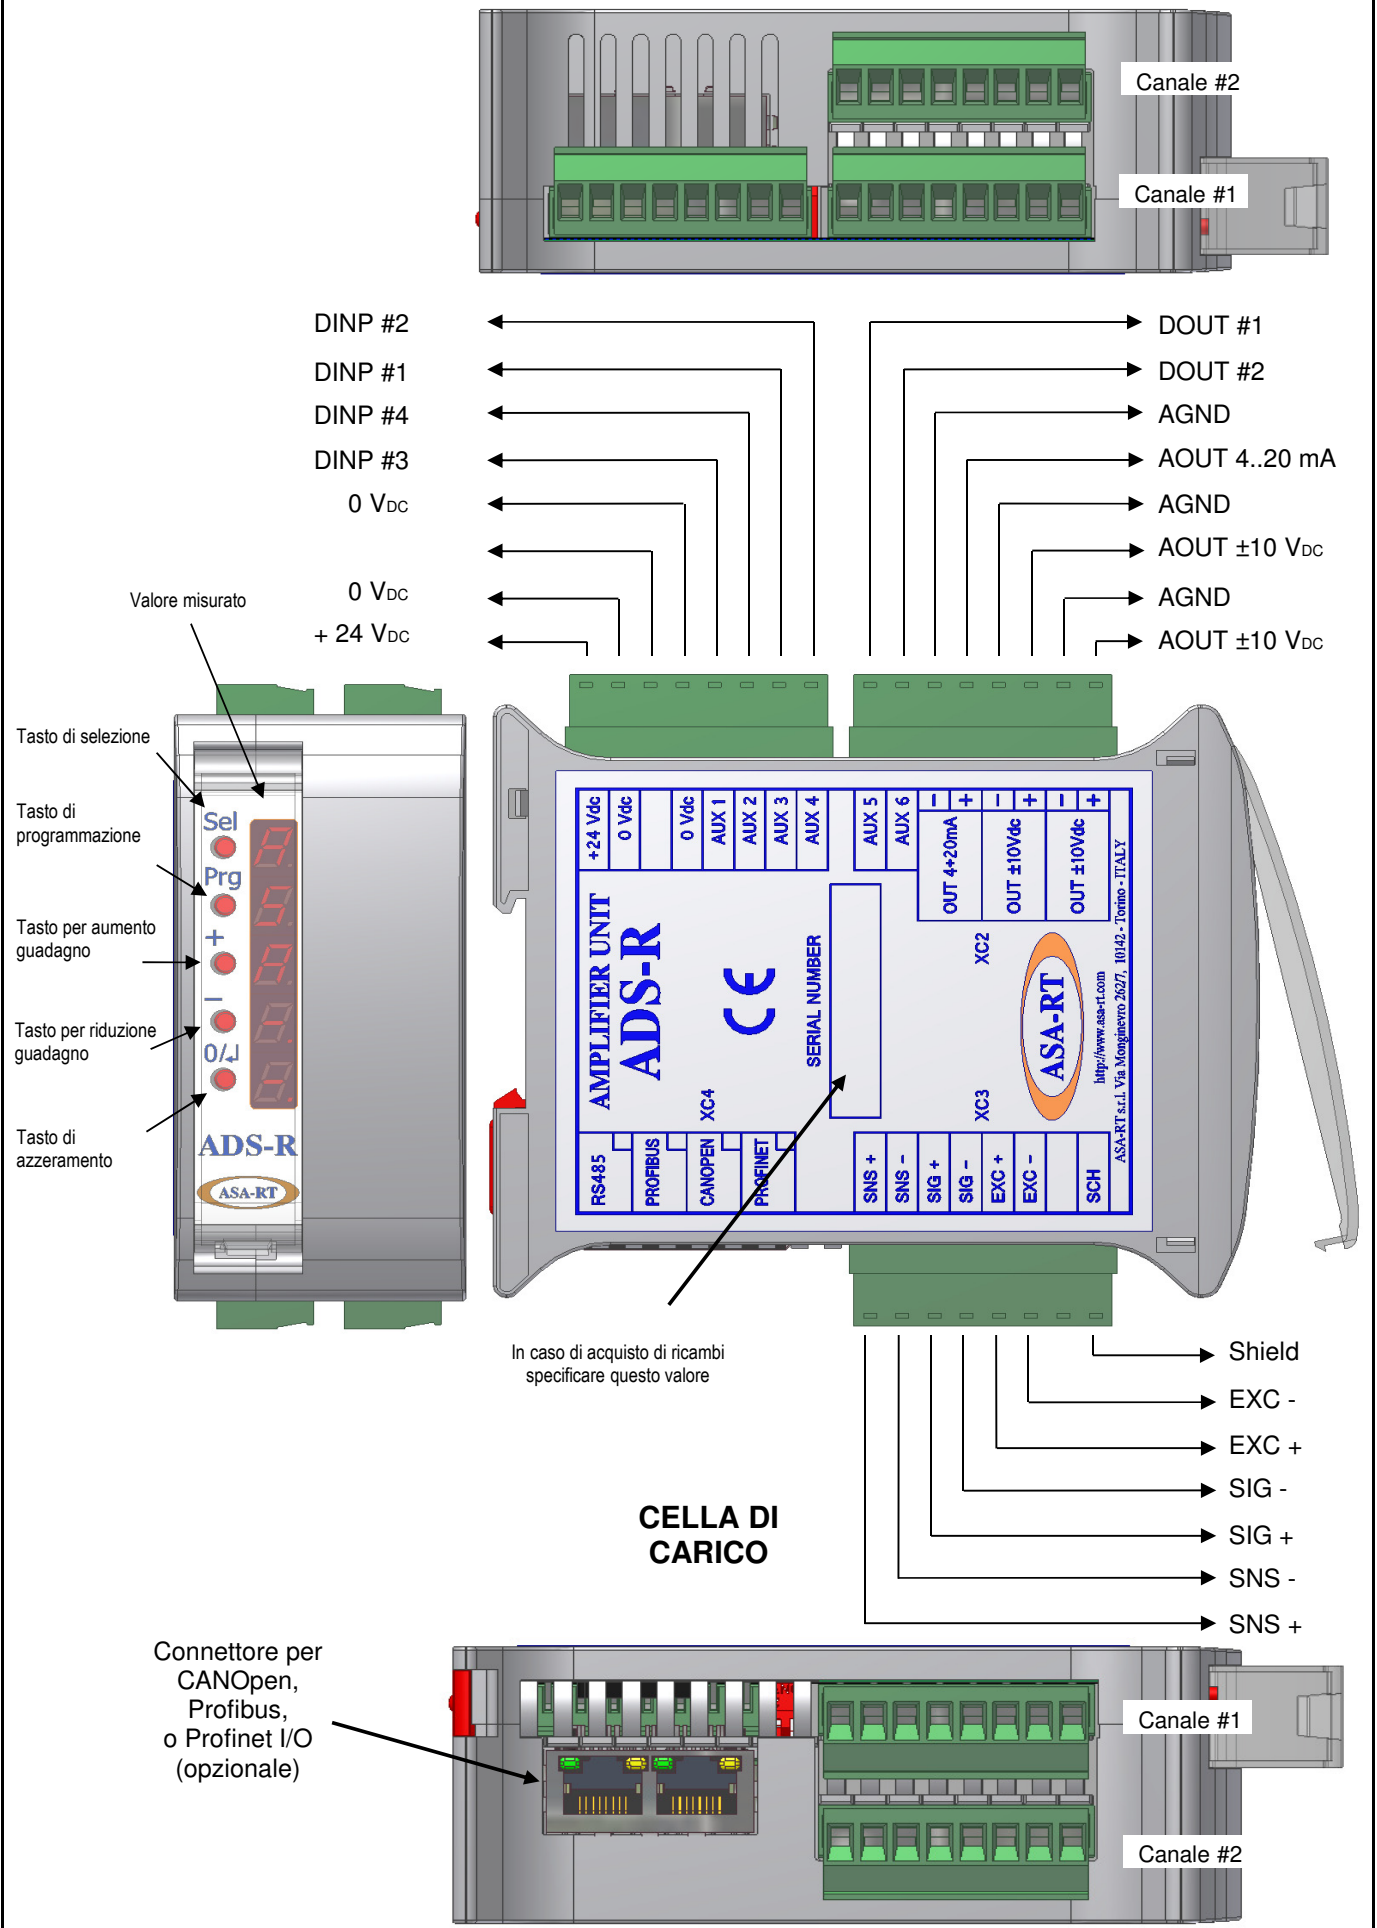 Canale #2
Canale #1
DINP #2
DINP #1
DINP #4
DINP #3
0 VDC
0 VDC
+ 24 VDC
DOUT #1
DOUT #2
AGND
AOUT 4..20 mA
AGND
AOUT ±10 VDC
AGND
AOUT ±10 VDC
Valore misurato
Tasto di selezione
Tasto di
programmazione
Tasto per aumento
guadagno
Tasto per riduzione
guadagno
Tasto di
azzeramento
Sel
Prg
+
−
0/↵
ADS-R
ASA-RT
+24 Vdc
0 Vdc
0 Vdc
AUX 1
AUX 2
AUX 3
AUX 4
AUX 5
AUX 6
−
+
−
+
−
+
OUT 4÷20mA
OUT ±10Vdc
OUT ±10Vdc
AMPLIFIER UNIT
ADS-R
CE
SERIAL NUMBER
XC2
XC3
XC4
ASA-RT
http://www.asa-rt.com
ASA-RT s.r.l. Via Monginevro 262/7, 10142 - Torino - ITALY
RS485
PROFIBUS
CANOPEN
PROFINET
SNS +
SNS −
SIG +
SIG −
EXC +
EXC −
SCH
In caso di acquisto di ricambi
specificare questo valore
Shield
EXC -
EXC +
SIG -
SIG +
SNS -
SNS +
CELLA DI
CARICO
Connettore per
CANOpen,
Profibus,
o Profinet I/O
(opzionale)
Canale #1
Canale #2